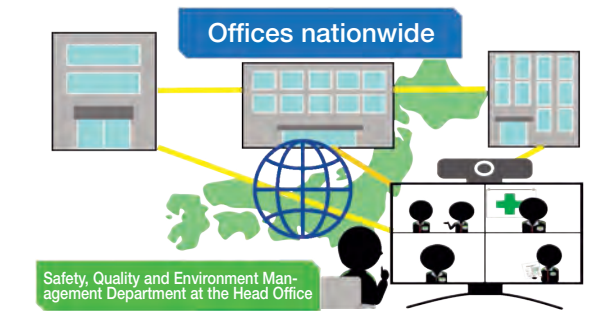 Offices nationwide
Safety, Quality and Environment Man-
agement Department at the Head Office